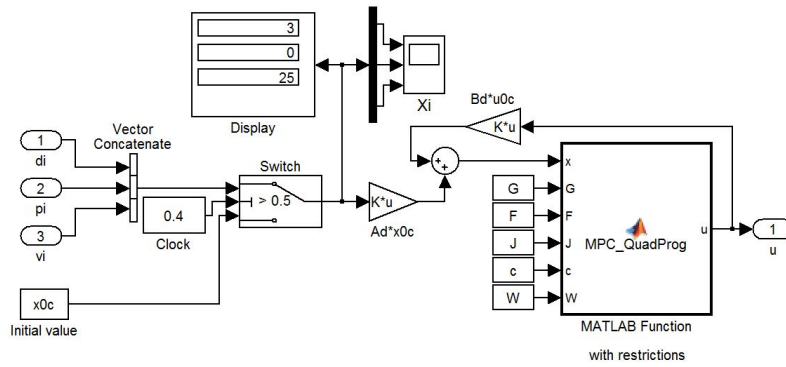 3
0
25
Display
Xi
Bd*u0c
K*u
1
di
2
pi
3
vi
Vector
Concatenate
0.4
Clock
Switch
> 0.5
K*u
Ad*x0c
x0c
Initial value
+
+
G
F
J
c
W
x
G
F
J
c
W
MPC_QuadProg
u
MATLAB Function
with restrictions
1
u